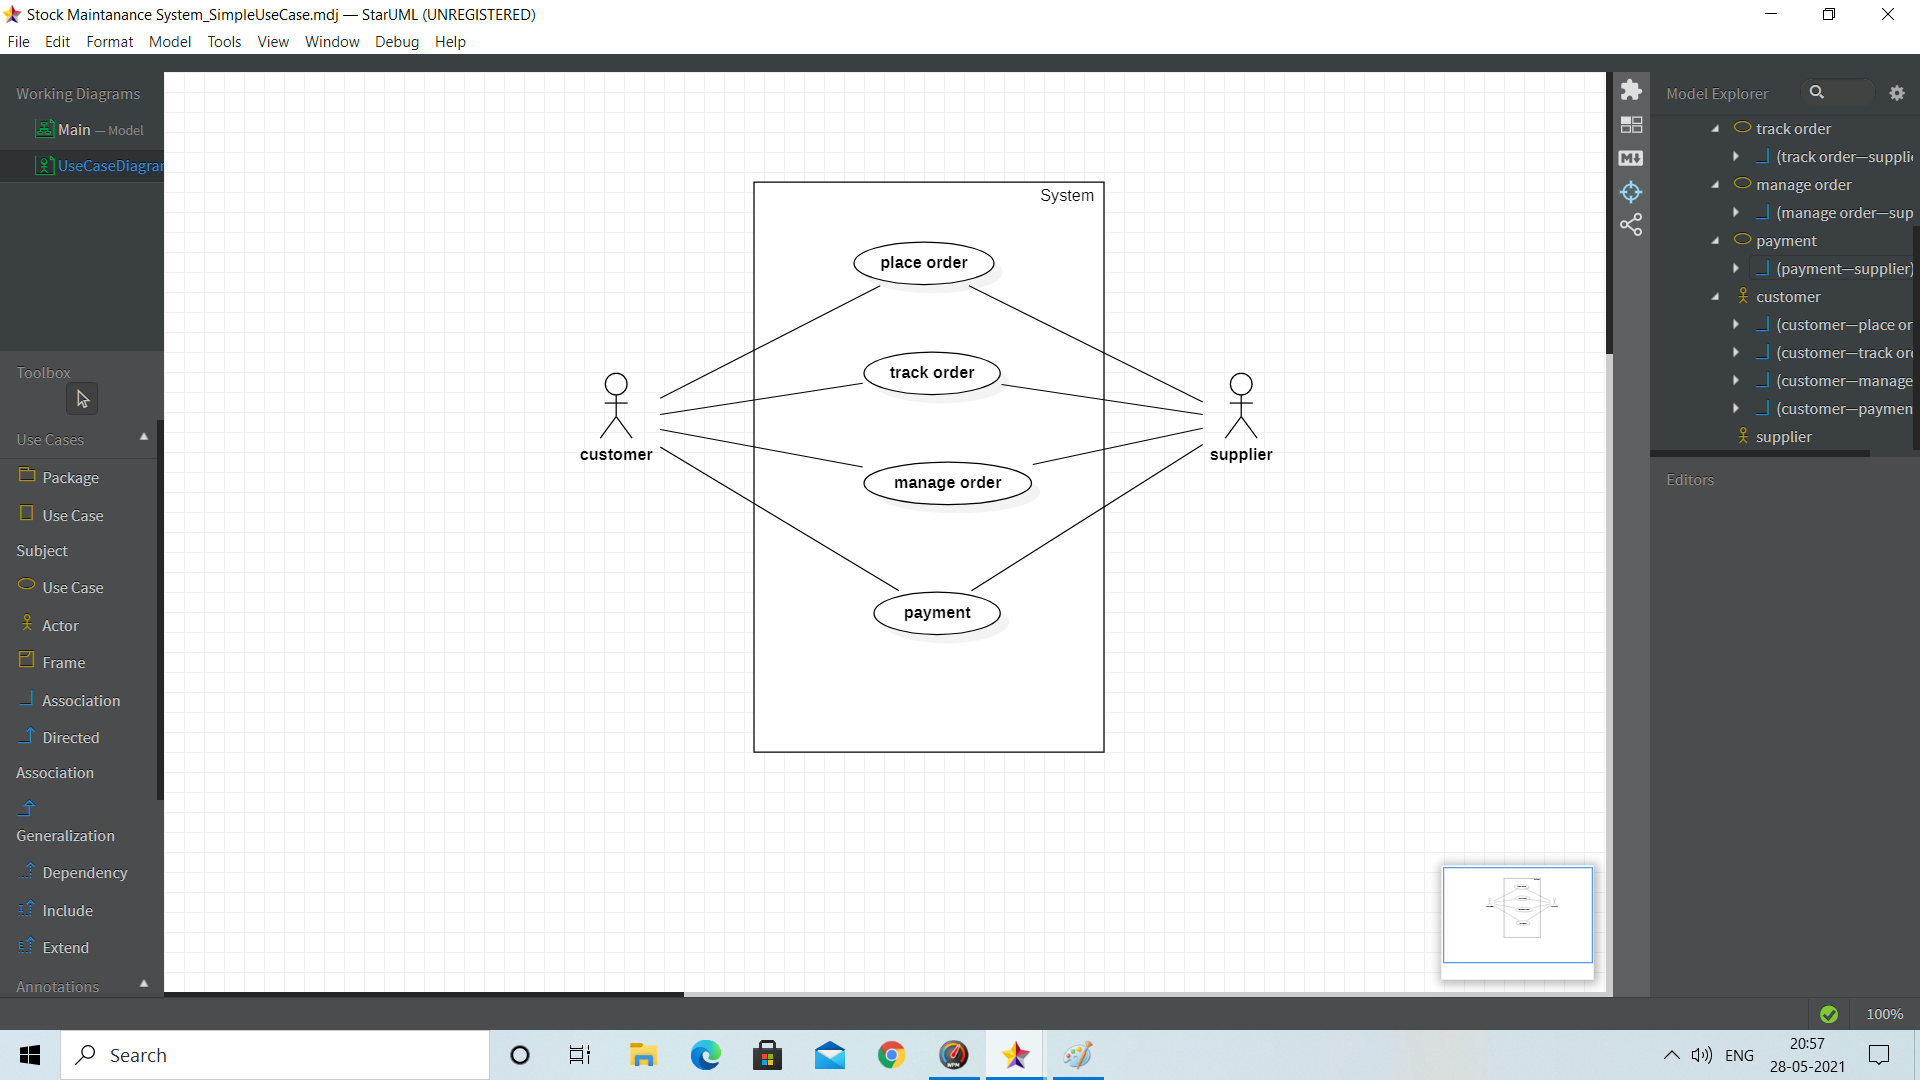 Stock Maintanance System_SimpleUseCase.mdj — StarUML (UNREGISTERED)
File Edit Format Model Tools View Window Debug Help
Working Diagrams
Main — Model
UseCaseDiagram
Toolbox
Use Cases
Package
Use Case
Subject
Use Case
Actor
Frame
Association
Directed
Association
Generalization
Dependency
Include
Extend
Annotations
System
place order
track order
customer
supplier
manage order
payment
Model Explorer
track order
(track order—supplie
manage order
(manage order—sup
payment
(payment—supplier)
customer
(customer—place or
(customer—track ord
(customer—manage
(customer—paymen
supplier
Editors
100%
Search
ENG
20:57
28-05-2021